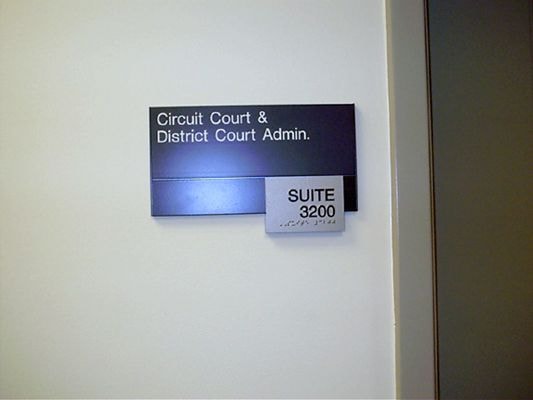 Circuit Court &
District Court Admin.
SUITE
3200